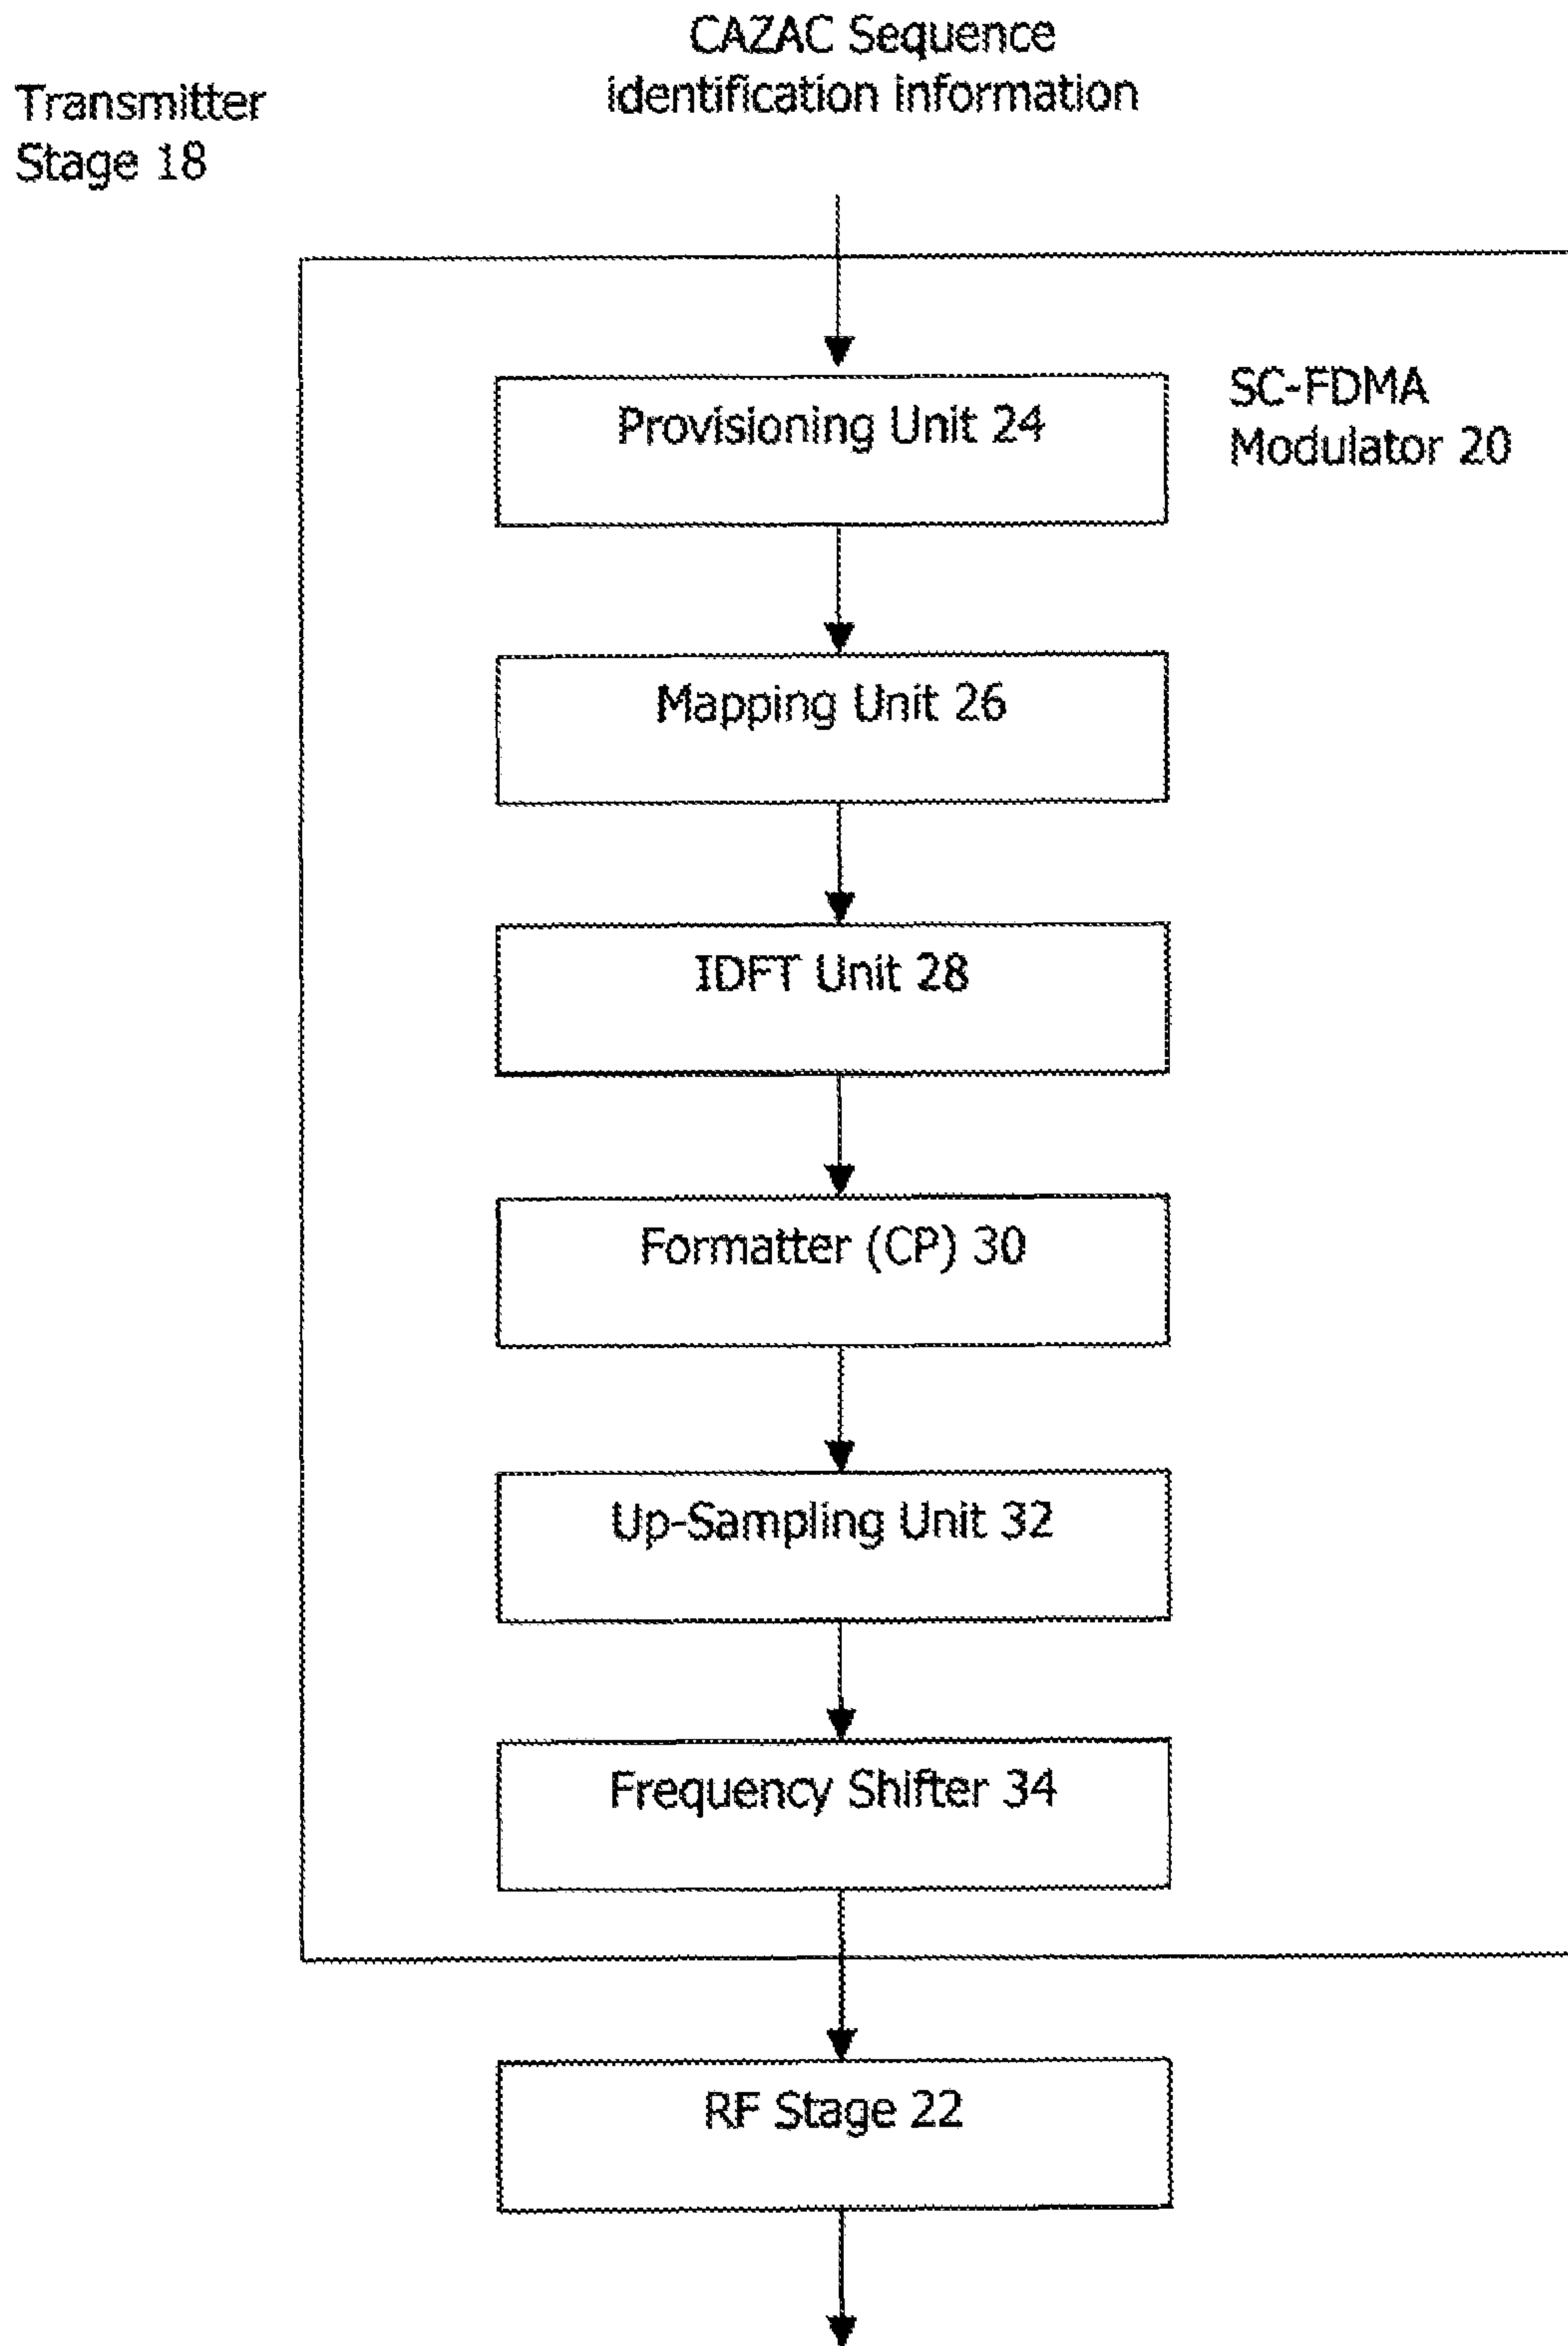 CAZAC Sequence
identification information
Transmitter
Stage 18
Provisioning Unit 24
SC-FDMA
Modulator 20
Mapping Unit 26
IDFT Unit 28
Formatter (CP) 30
Up-Sampling Unit 32
Frequency Shifter 34
RF Stage 22